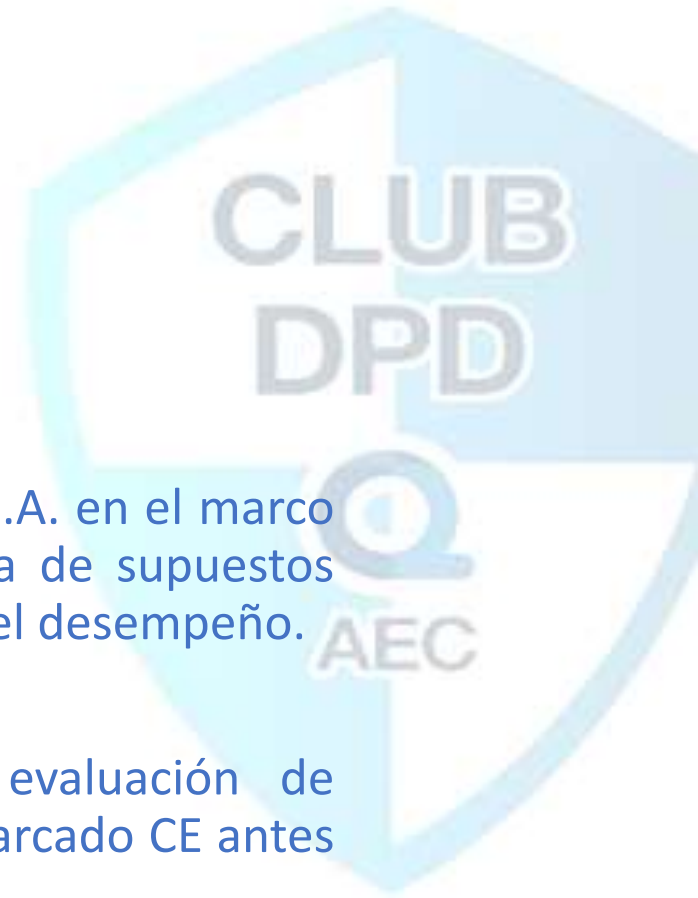 CLUB
DPD
Q
.A. en el marco
a de supuestos
el desempeño.
AEC
evaluación de
arcado CE antes